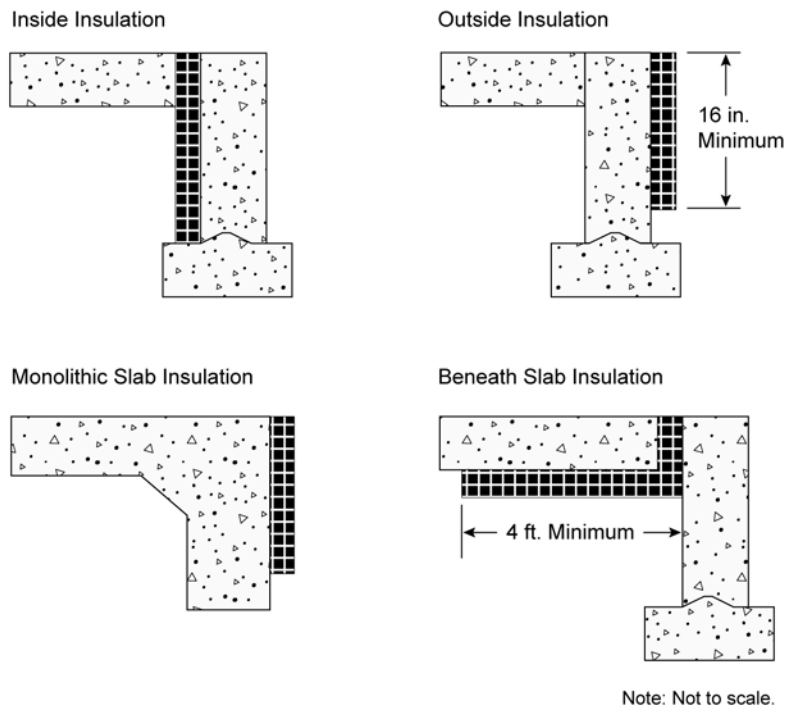 Inside Insulation
Outside Insulation
16 in.
Minimum
Monolithic Slab Insulation
Beneath Slab Insulation
4 ft. Minimum
Note: Not to scale.